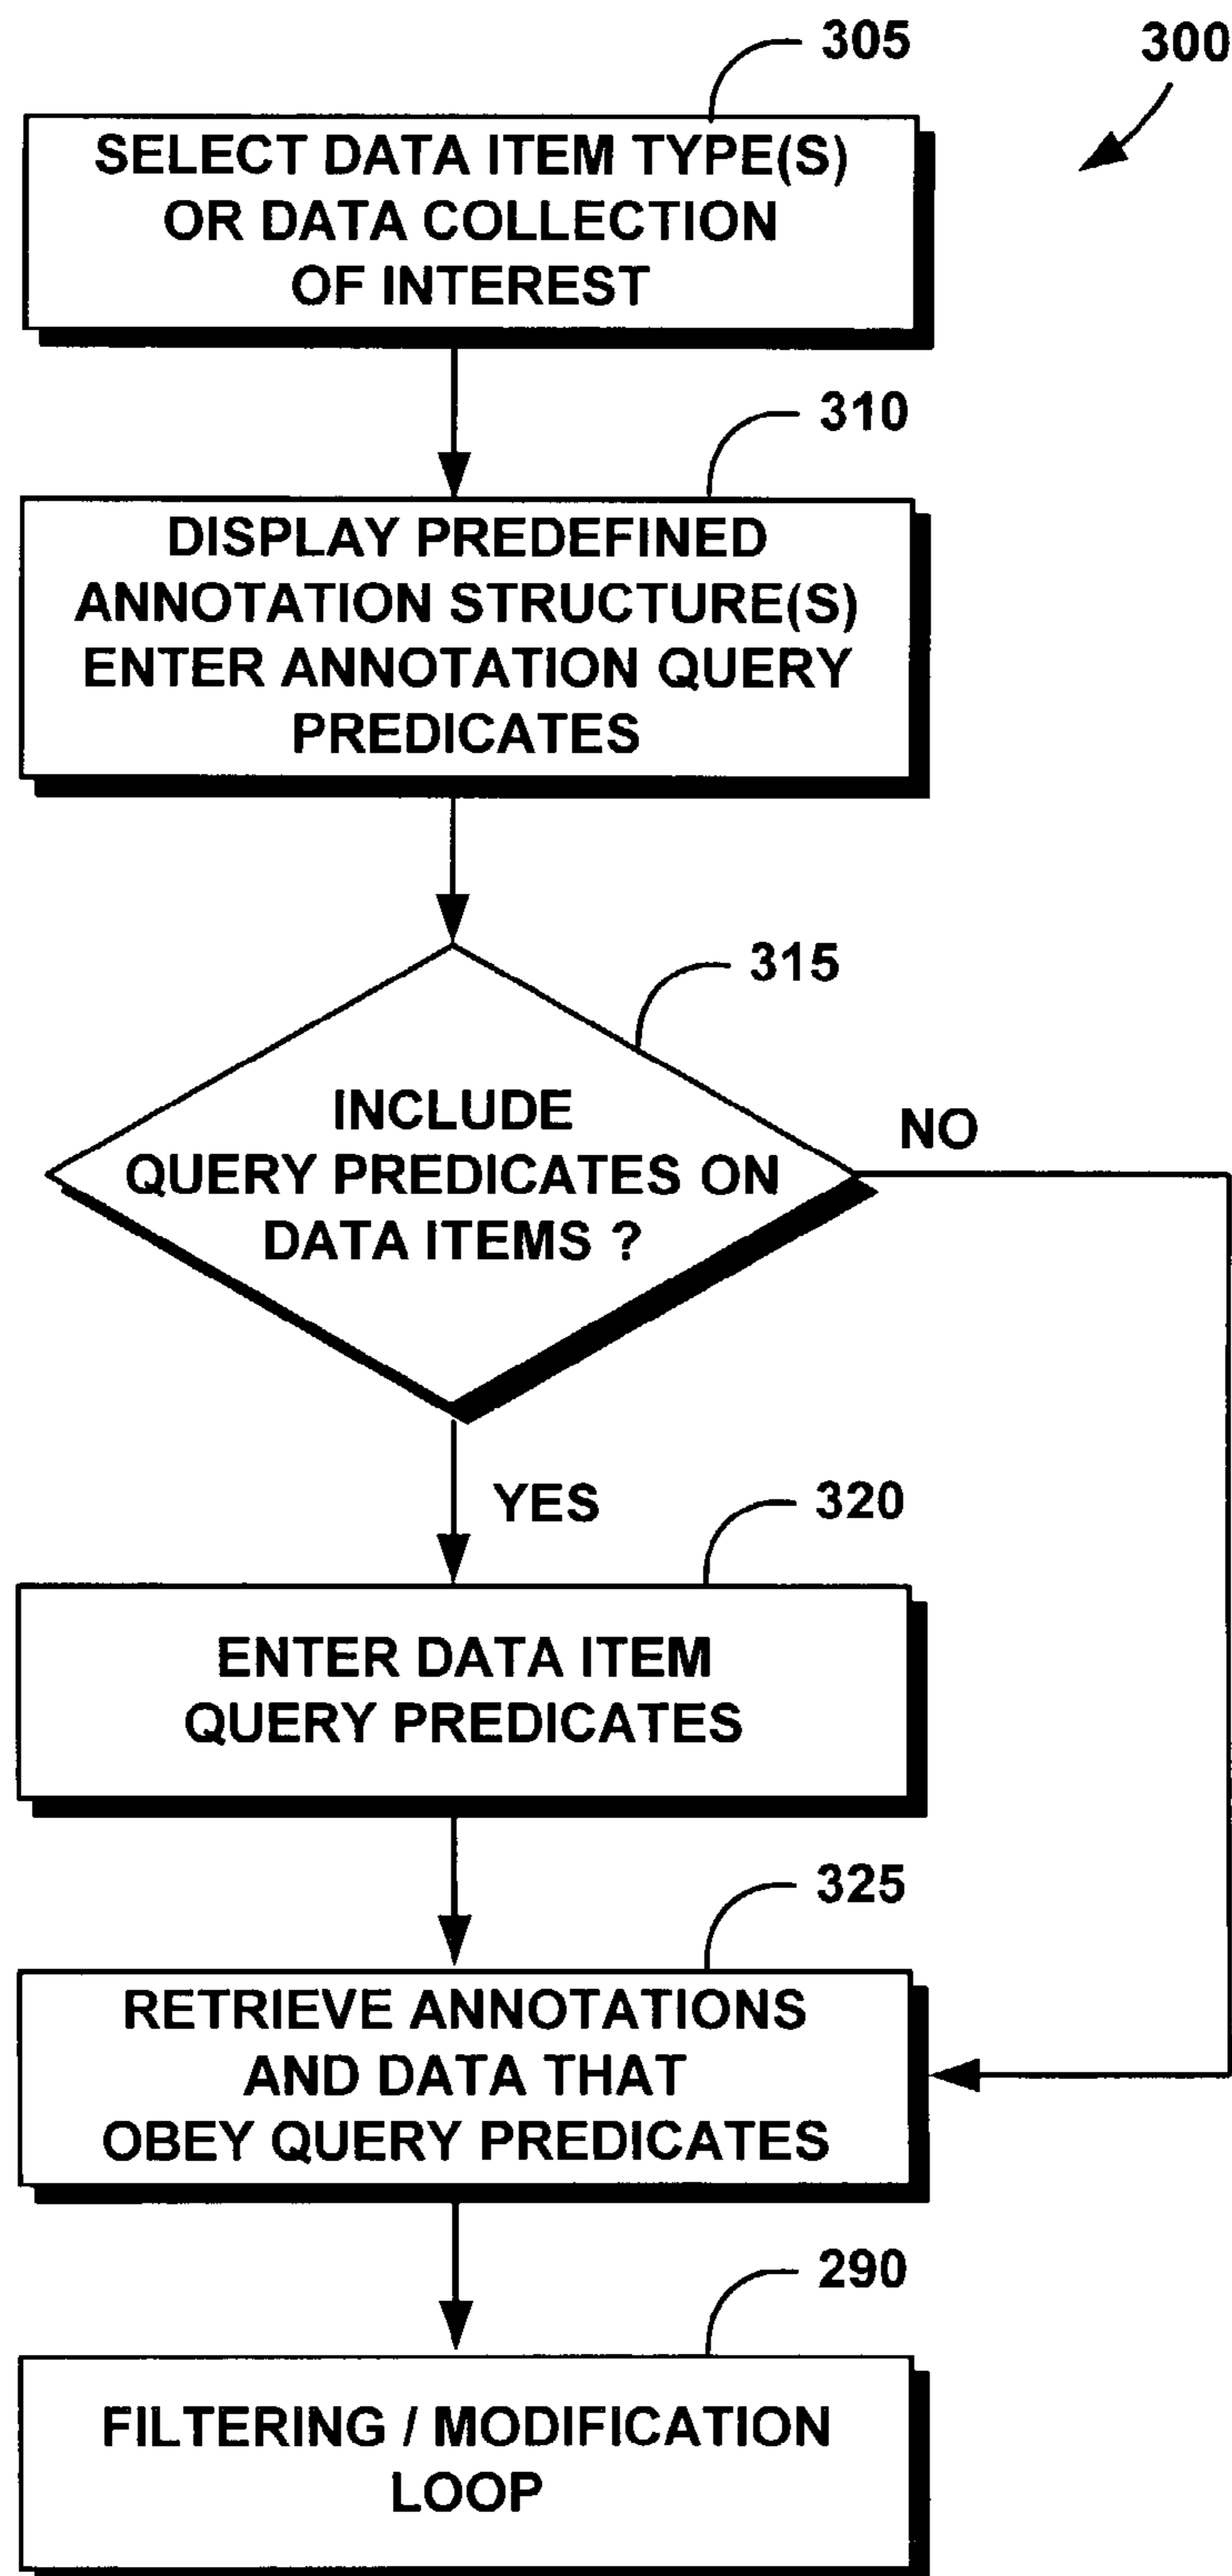 305
300
SELECT DATA ITEM TYPE(S)
OR DATA COLLECTION
OF INTEREST
310
DISPLAY PREDEFINED
ANNOTATION STRUCTURE(S)
ENTER ANNOTATION QUERY
PREDICATES
315
INCLUDE
QUERY PREDICATES ON
DATA ITEMS ?
NO
YES
320
ENTER DATA ITEM
QUERY PREDICATES
325
RETRIEVE ANNOTATIONS
AND DATA THAT
OBEY QUERY PREDICATES
290
FILTERING / MODIFICATION
LOOP